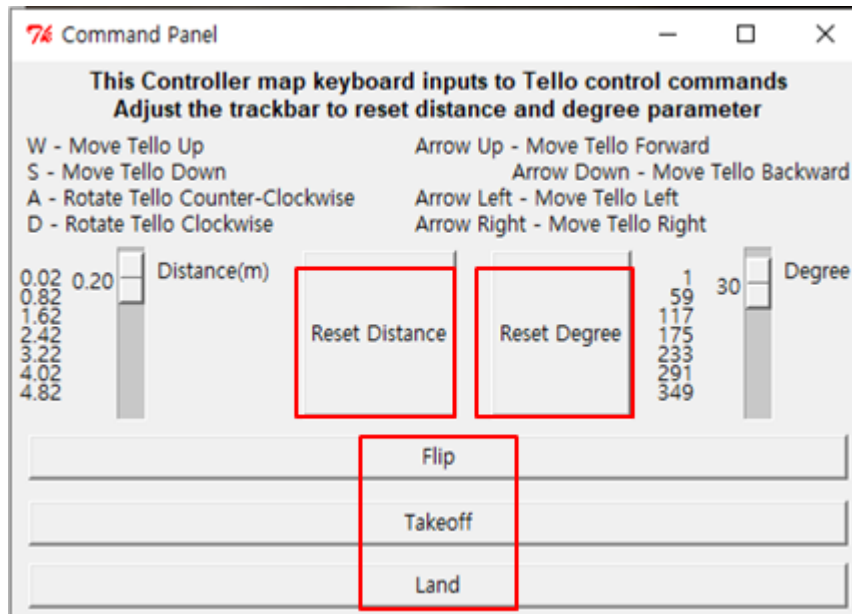 Command Panel
This Controller map keyboard inputs to Tello control commands
Adjust the trackbar to reset distance and degree parameter
W - Move Tello Up
S - Move Tello Down
A - Rotate Tello Counter-Clockwise
D - Rotate Tello Clockwise
Arrow Up - Move Tello Forward
Arrow Down - Move Tello Backward
Arrow Left - Move Tello Left
Arrow Right - Move Tello Right
0.02
0.82
1.62
2.42
3.22
4.02
4.82
0.20
Distance(m)
Reset Distance
Reset Degree
1
59
117
175
233
291
349
30
Degree
Flip
Takeoff
Land